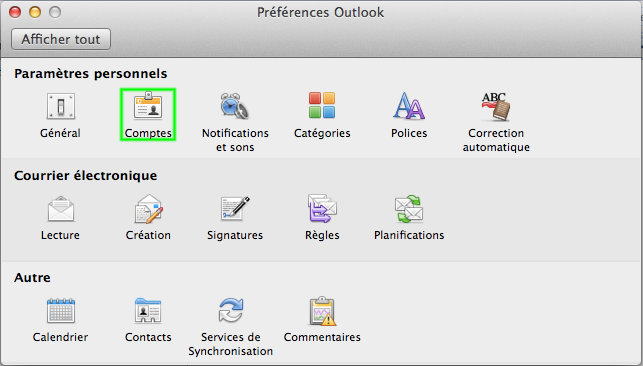 Préférences Outlook
Afficher tout
Paramètres personnels
Général
Comptes
Notifications
et sons
Catégories
Polices
ABC
Correction
automatique
Courrier électronique
Lecture
Création
Signatures
Règles
Planifications
Autre
Calendrier
Contacts
Services de
Synchronisation
Commentaires